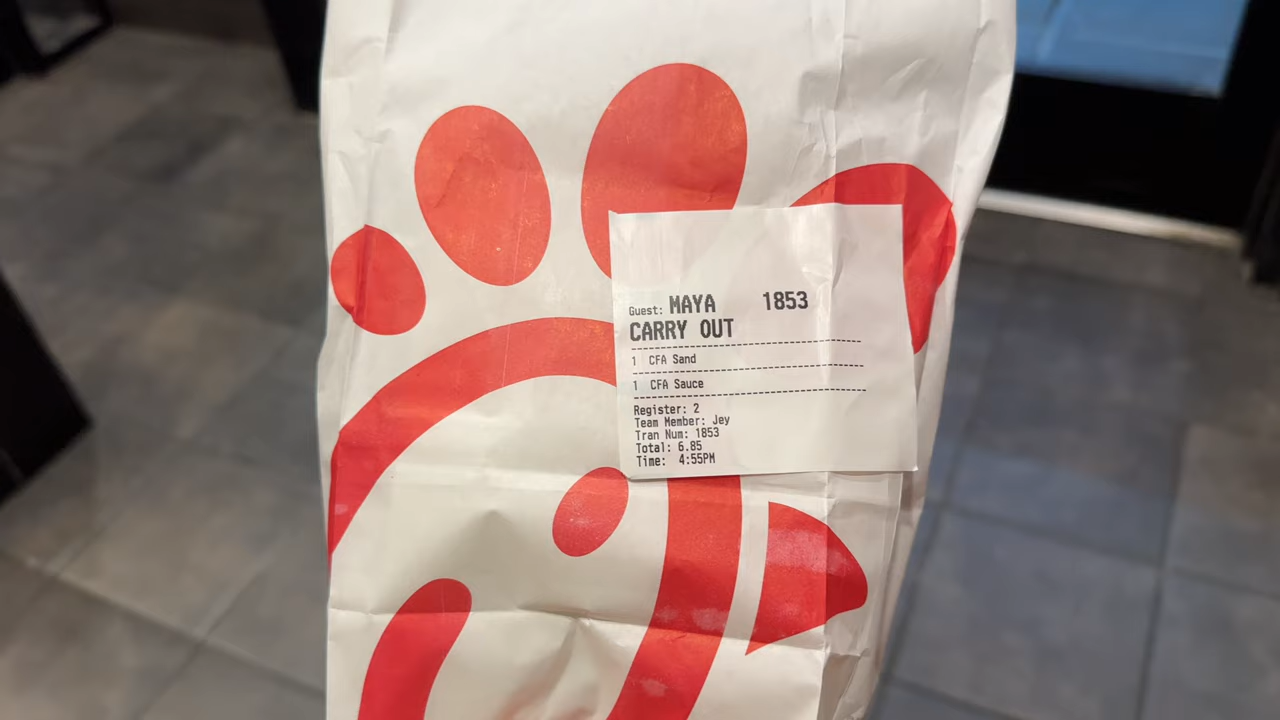 Guest: MAYA 1853
CARRY OUT
1 CFA Sand
1 CFA Sauce
Register: 2
Team Member: Jey
Tran Num: 1853
Total: 6.85
Time: 4:55PM